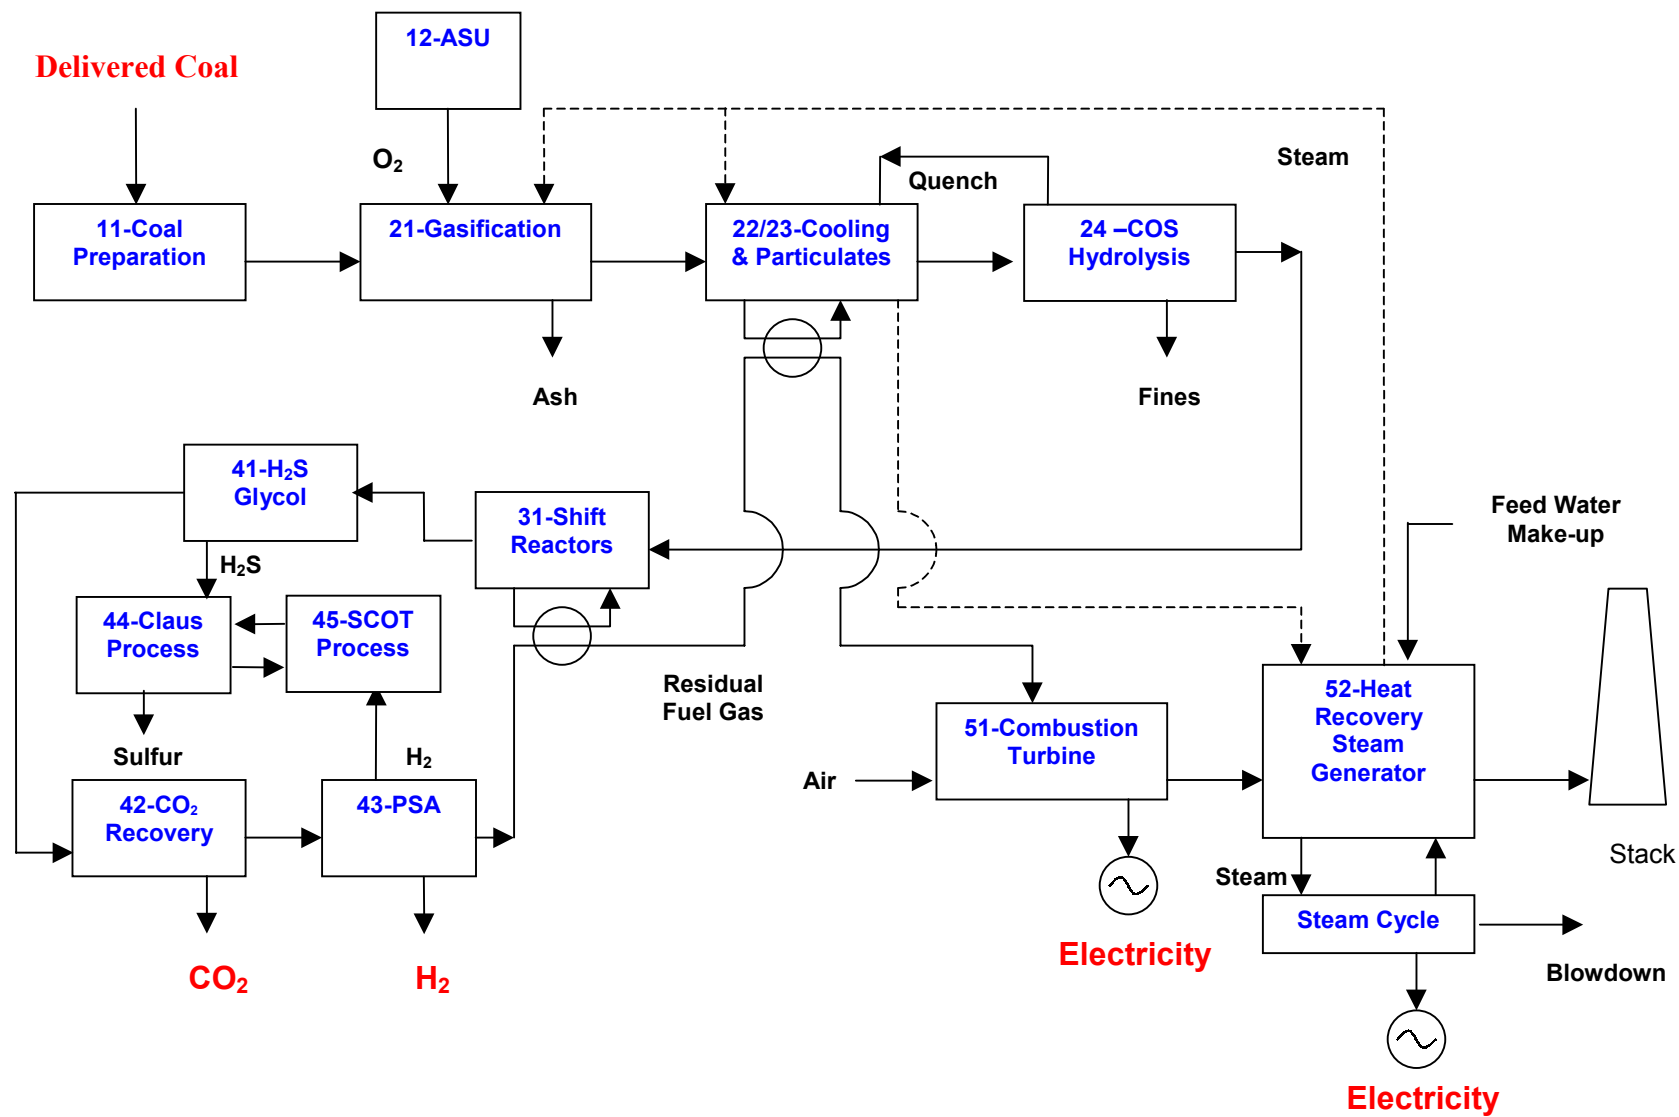 12-ASU
Delivered Coal
O₂
Steam
Quench
11-Coal
Preparation
21-Gasification
22/23-Cooling
& Particulates
24 –COS
Hydrolysis
Ash
Fines
41-H₂S
Glycol
31-Shift
Reactors
Feed Water
Make-up
H₂S
44-Claus
Process
45-SCOT
Process
Residual
Fuel Gas
52-Heat
Recovery
Steam
Generator
51-Combustion
Turbine
Sulfur
H₂
Air
42-CO₂
Recovery
43-PSA
Stack
Steam
Steam Cycle
Electricity
CO₂
H₂
Blowdown
Electricity